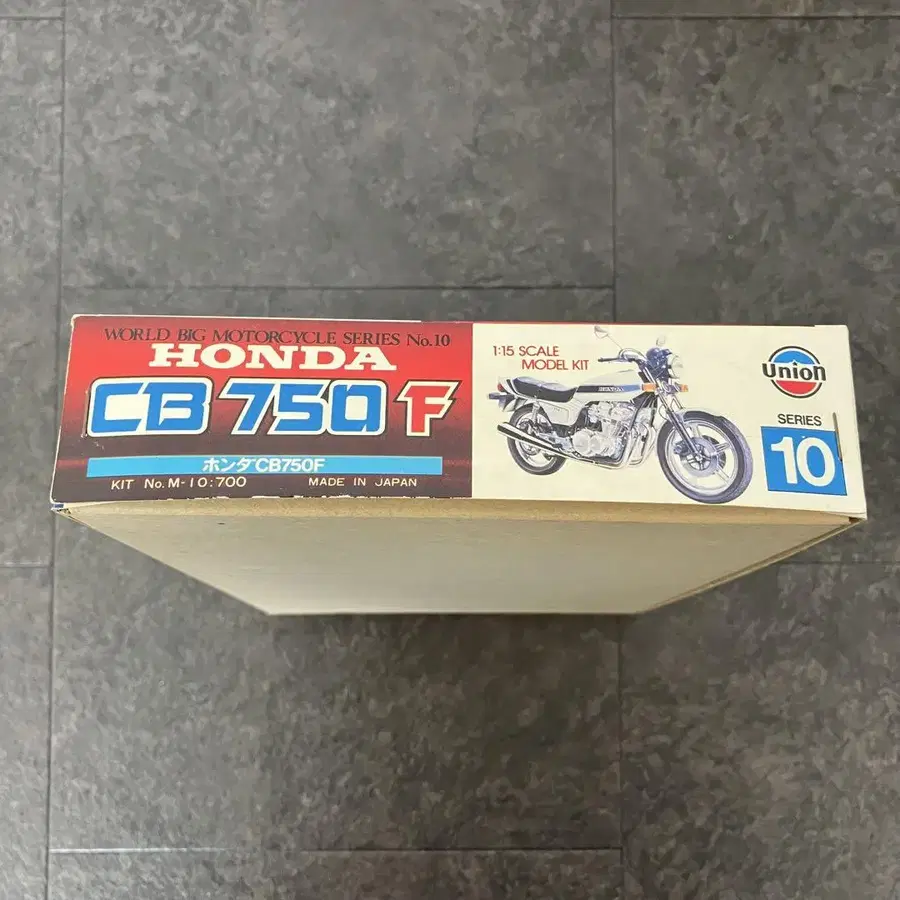 WORLD BIG MOTORCYCLE SERIES No.10
HONDA
CB 750 F
ホンダCB750F
KIT No. M-10:700 MADE IN JAPAN
1:15 SCALE
MODEL KIT
HONDA
Union
SERIES
10